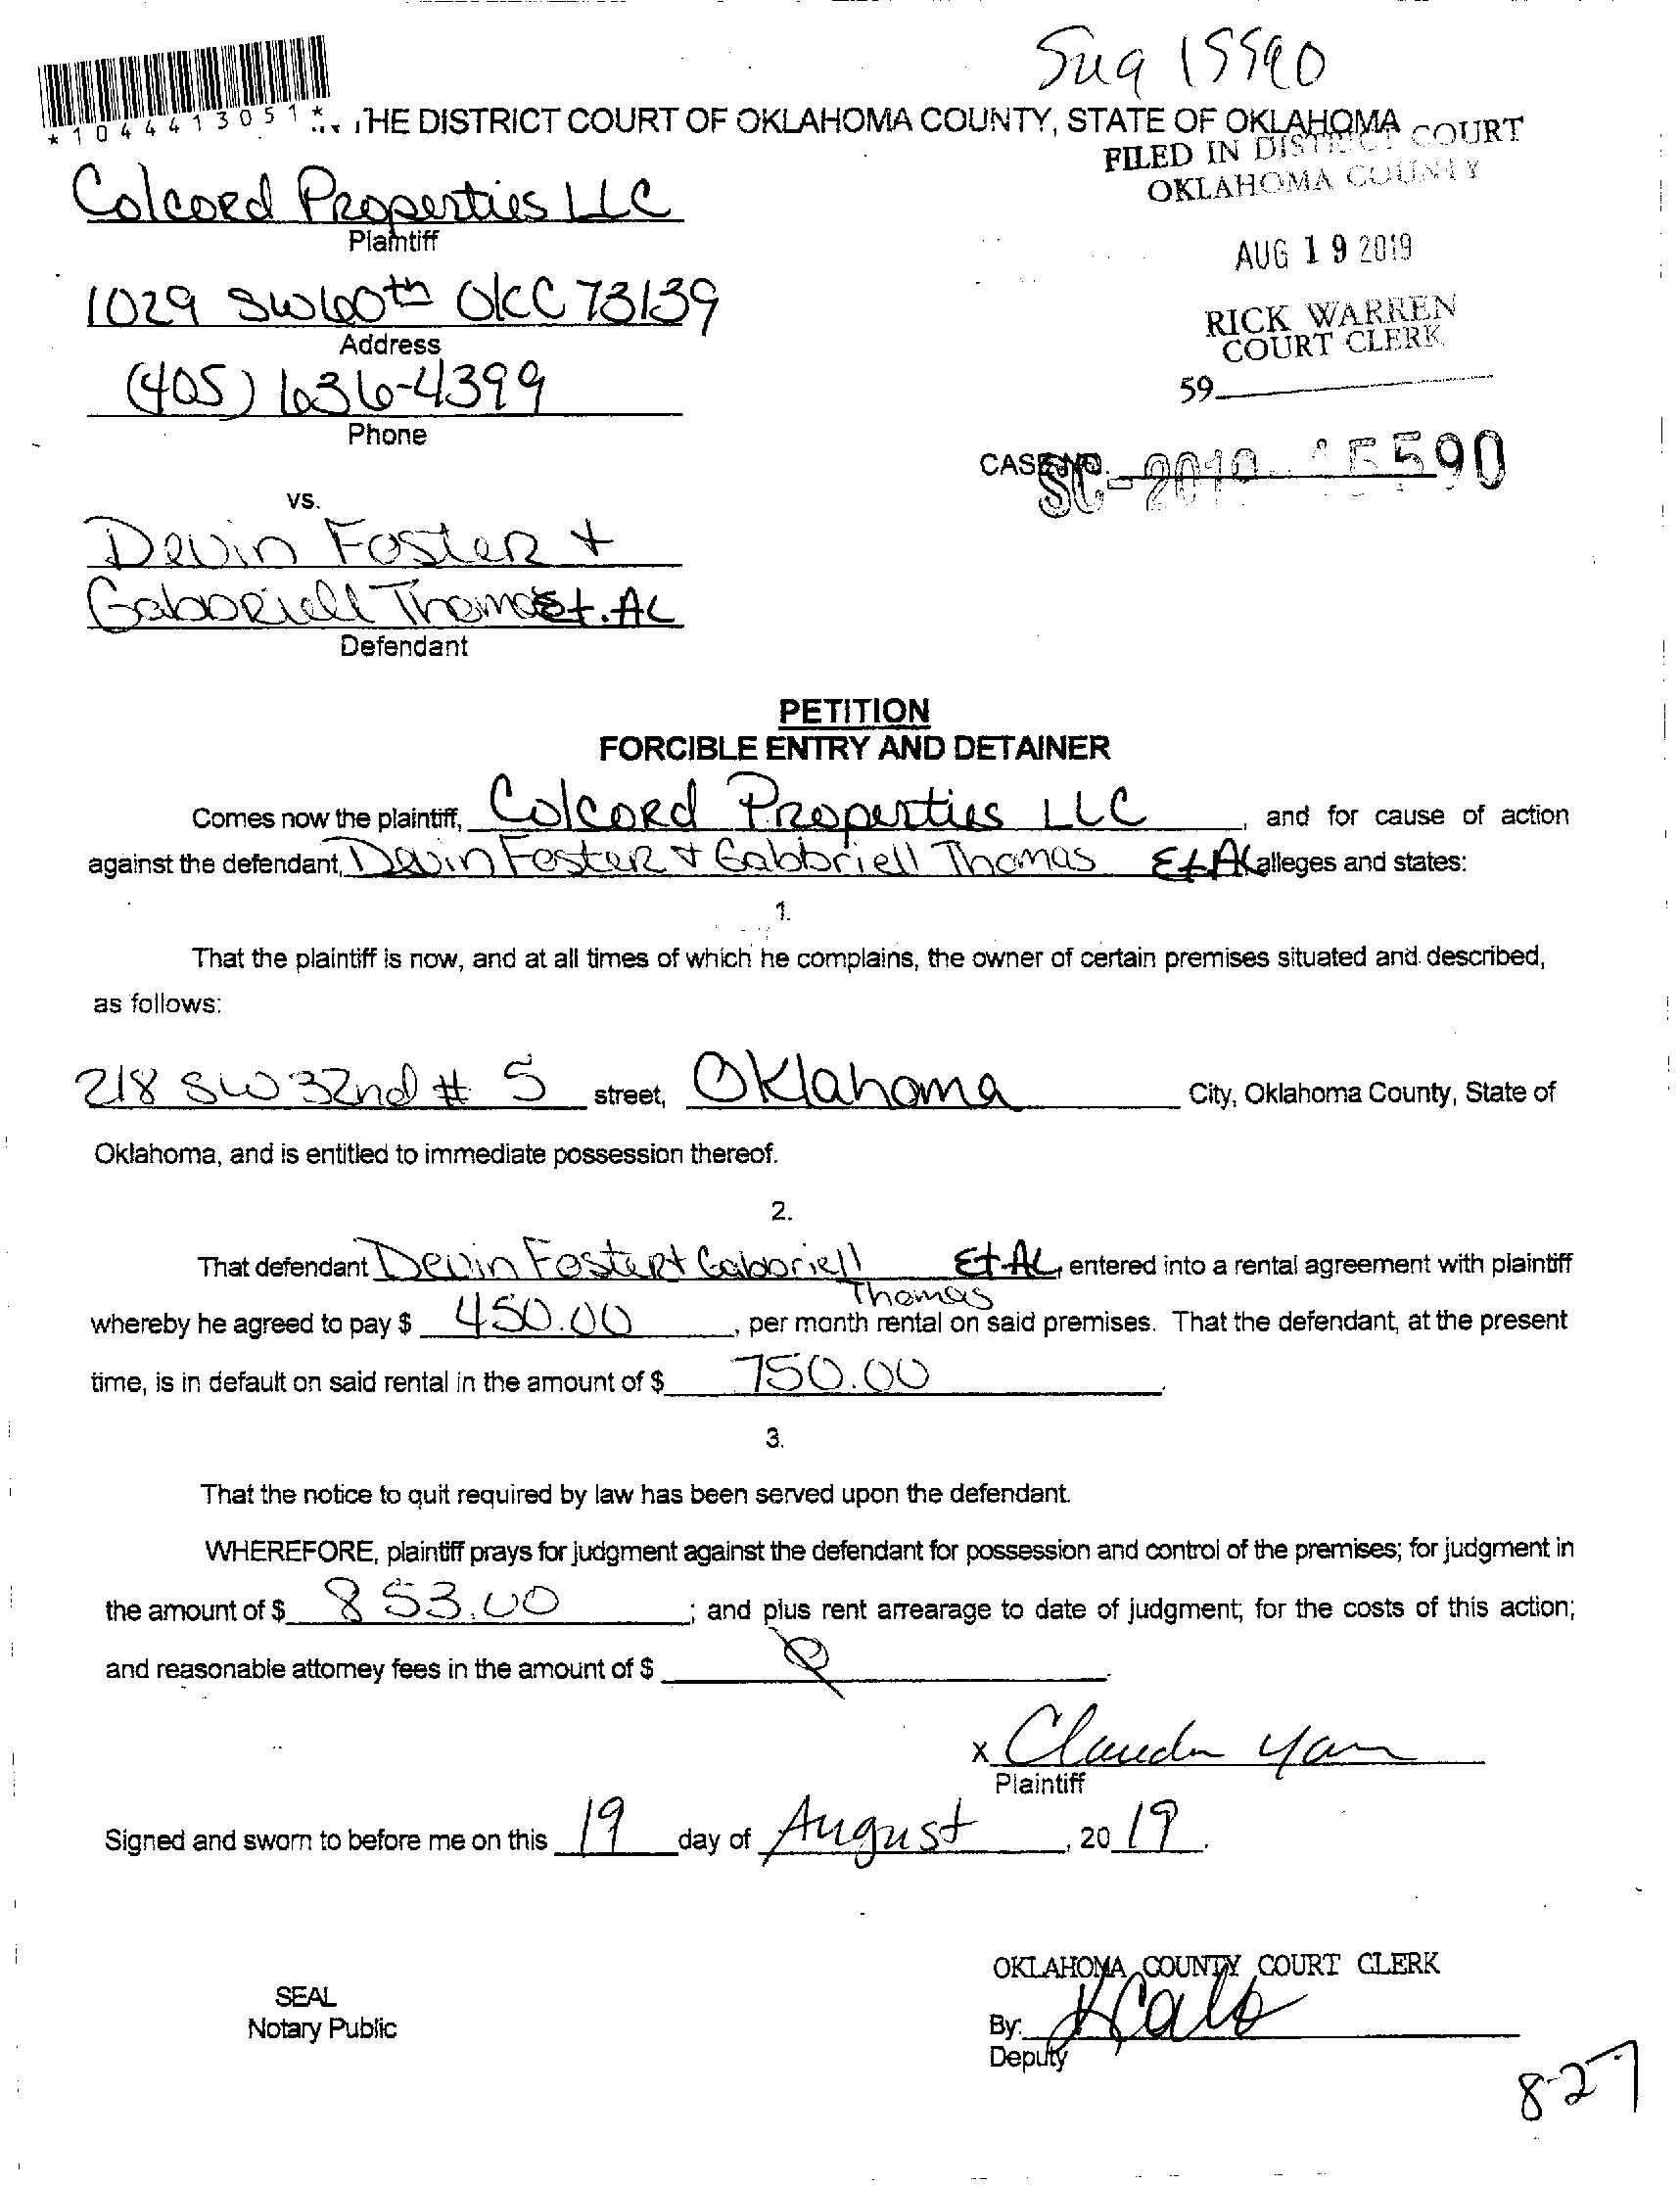 *1044413051*
THE DISTRICT COURT OF OKLAHOMA COUNTY, STATE OF OKLAHOMA
FILED IN DISTRICT COURT
OKLAHOMA COUNTY
Colcord Properties LLC
Plaintiff
AUG 19 2019
1029 SW 60th OKC 73139
Address
RICK WARREN
COURT CLERK
(405) 636-4399
59
Phone
CASE NO. SC-2019-15590
vs.
Devin Foster +
Gabbriell Thomas Et. AL
Defendant
PETITION
FORCIBLE ENTRY AND DETAINER
Comes now the plaintiff, Colcord Properties LLC, and for cause of action
against the defendant, Devin Foster + Gabbriell Thomas Et AL alleges and states:
1.
That the plaintiff is now, and at all times of which he complains, the owner of certain premises situated and described,
as follows:
218 SW 32nd # 5 street, Oklahoma City, Oklahoma County, State of
Oklahoma, and is entitled to immediate possession thereof.
2.
That defendant Devin Foster + Gabbriell Thomas Et AL, entered into a rental agreement with plaintiff
whereby he agreed to pay $ 450.00, per month rental on said premises. That the defendant, at the present
time, is in default on said rental in the amount of $ 750.00.
3.
That the notice to quit required by law has been served upon the defendant.
WHEREFORE, plaintiff prays for judgment against the defendant for possession and control of the premises; for judgment in
the amount of $ 853.00; and plus rent arrearage to date of judgment; for the costs of this action;
and reasonable attorney fees in the amount of $ 0.
x Claudia
Plaintiff
Signed and sworn to before me on this 19 day of August, 2019.
OKLAHOMA COUNTY COURT CLERK
SEAL
Notary Public
By:
Deputy
8-27